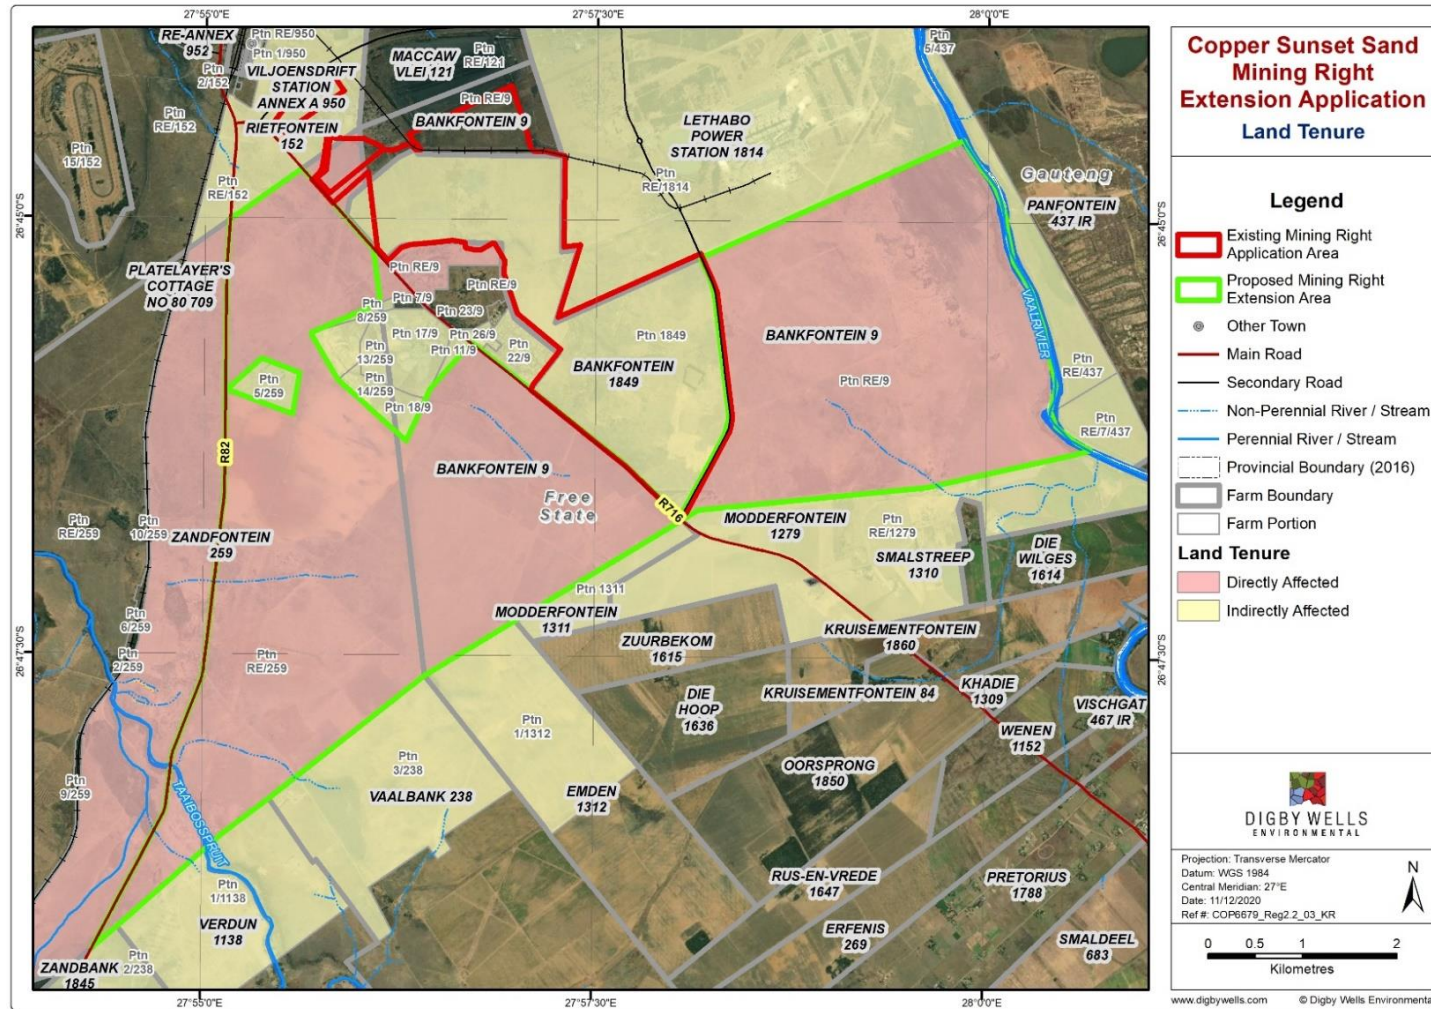 27°55'0"E
27°57'30"E
28°0'0"E
RE-ANNEX
952
Ptn RE/950
Ptn 1/950
Ptn
2/152
VILJOENSDRIFT
STATION
ANNEX A 950
MACCAW
VLEI 121
Ptn
RE/121
Ptn
5/437
Ptn RE/9
BANKFONTEIN 9
Ptn
RE/152
RIETFONTEIN
152
Ptn
15/152
LETHABO
POWER
STATION 1814
Ptn
RE/1814
Ptn
RE/152
Gauteng
PANFONTEIN
437 IR
26°45'0"S
26°45'0"S
PLATELAYER'S
COTTAGE
NO 80 709
Ptn RE/9
Ptn
RE/9
Ptn 7/9
Ptn 23/9
Ptn
8/259
Ptn 17/9
Ptn 26/9
Ptn 11/9
Ptn
22/9
Ptn
13/259
Ptn
14/259
Ptn 18/9
Ptn
5/259
Ptn 1849
BANKFONTEIN
1849
BANKFONTEIN 9
Ptn RE/9
VAALRIVIER
Ptn
RE/437
Ptn
RE/7/437
R82
BANKFONTEIN 9
Free
State
R716
MODDERFONTEIN
1279
Ptn
RE/1279
SMALSTREEP
1310
DIE
WILGES
1614
Ptn
RE/259
Ptn
10/259
ZANDFONTEIN
259
Ptn 1311
MODDERFONTEIN
1311
Ptn
6/259
Ptn
2/259
Ptn
RE/259
ZUURBEKOM
1615
KRUISEMENTFONTEIN
1860
26°47'30"S
26°47'30"S
DIE
HOOP
1636
KRUISEMENTFONTEIN 84
KHADIE
1309
VISCHGAT
467 IR
WENEN
1152
Ptn
1/1312
Ptn
3/238
VAALBANK 238
EMDEN
1312
OORSPRONG
1850
Ptn
9/259
TAAIBOSSPRUIT
Ptn
1/1138
VERDUN
1138
RUS-EN-VREDE
1647
PRETORIUS
1788
ERFENIS
269
SMALDEEL
683
ZANDBANK
1845
Ptn
2/238
27°55'0"E
27°57'30"E
28°0'0"E
Copper Sunset Sand
Mining Right
Extension Application
Land Tenure
Legend
Existing Mining Right
Application Area
Proposed Mining Right
Extension Area
Other Town
Main Road
Secondary Road
Non-Perennial River / Stream
Perennial River / Stream
Provincial Boundary (2016)
Farm Boundary
Farm Portion
Land Tenure
Directly Affected
Indirectly Affected
DIGBY WELLS
ENVIRONMENTAL
Projection: Transverse Mercator
Datum: WGS 1984
Central Meridian: 27°E
Date: 11/12/2020
Ref #: COP6679_Reg2.2_03_KR
N
0 0.5 1 2
Kilometres
www.digbywells.com © Digby Wells Environmenta